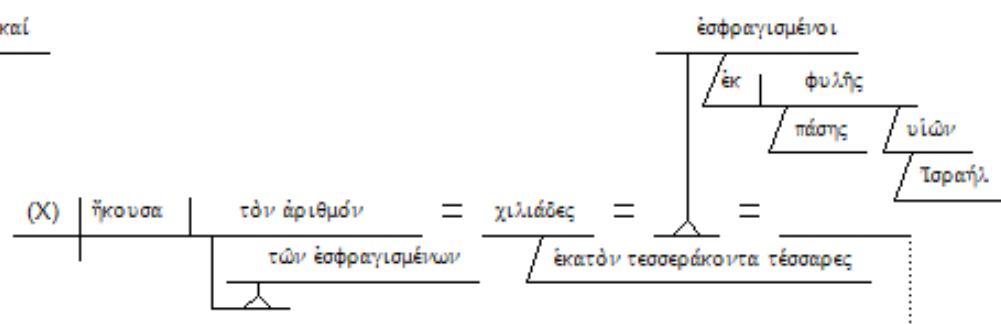 καί
ἐσφραγισμένοι
ἐκ φυλῆς
πάσης υἱῶν
Ἰσραήλ
(X) ἤκουσα τὸν ἀριθμόν = χιλιάδες = =
τῶν ἐσφραγισμένων ἑκατὸν τεσσεράκοντα τέσσαρες